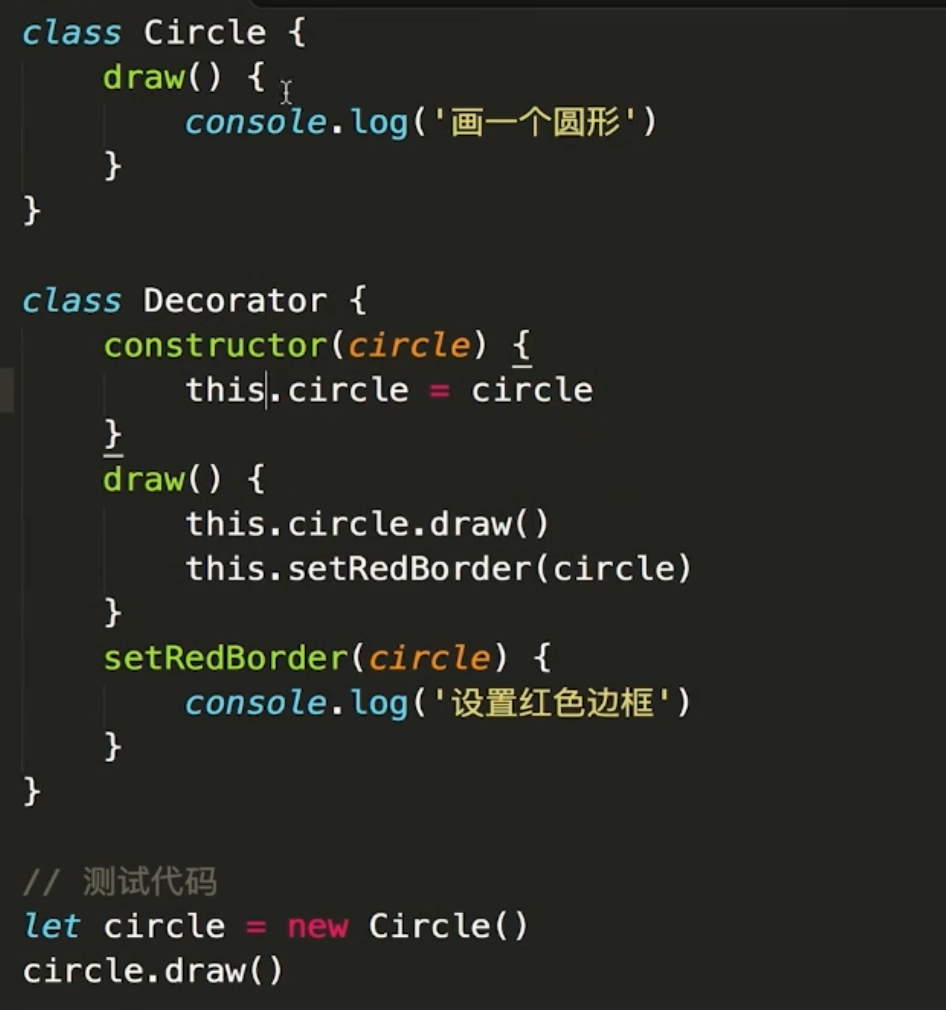 class Circle {
    draw() {
        console.log('画一个圆形')
    }
}
class Decorator {
    constructor(circle) {
        this.circle = circle
    }
    draw() {
        this.circle.draw()
        this.setRedBorder(circle)
    }
    setRedBorder(circle) {
        console.log('设置红色边框')
    }
}
// 测试代码
let circle = new Circle()
circle.draw()